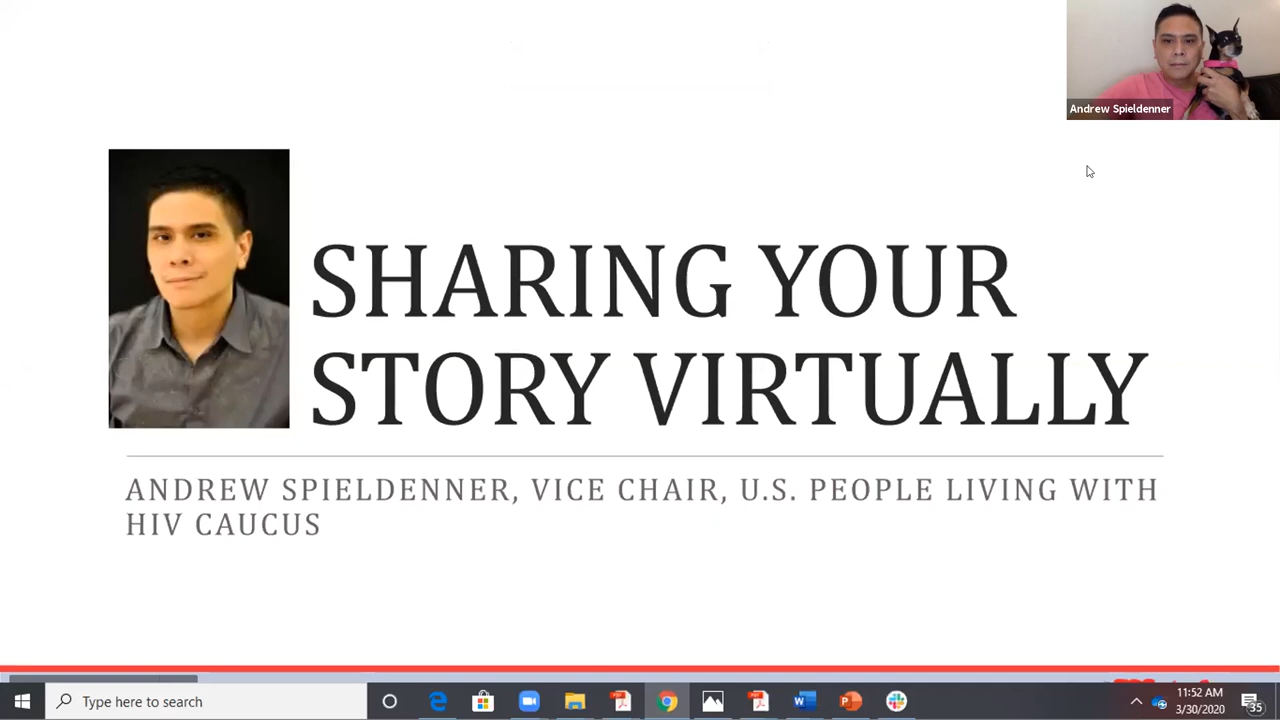 Andrew Spieldenner
SHARING YOUR
STORY VIRTUALLY
ANDREW SPIELDENNER, VICE CHAIR, U.S. PEOPLE LIVING WITH
HIV CAUCUS
Type here to search
11:52 AM
3/30/2020
35